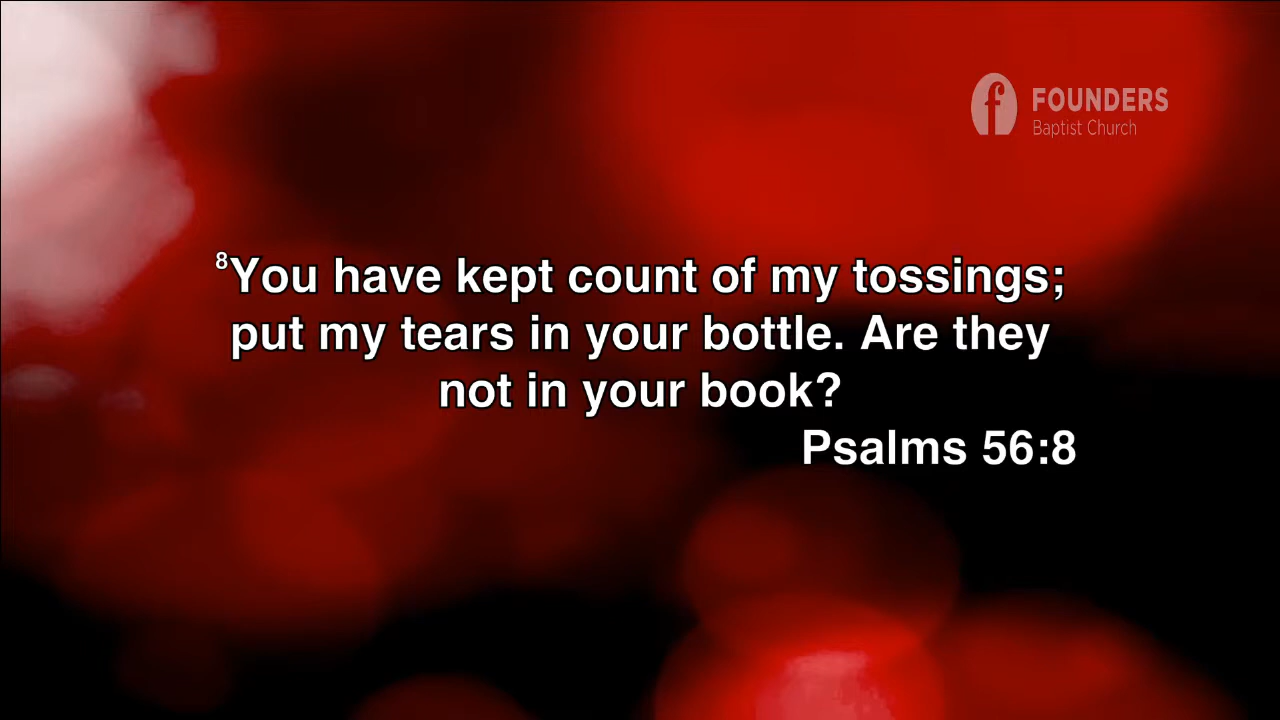 FOUNDERS
Baptist Church
⁸You have kept count of my tossings;
put my tears in your bottle. Are they
not in your book?
Psalms 56:8